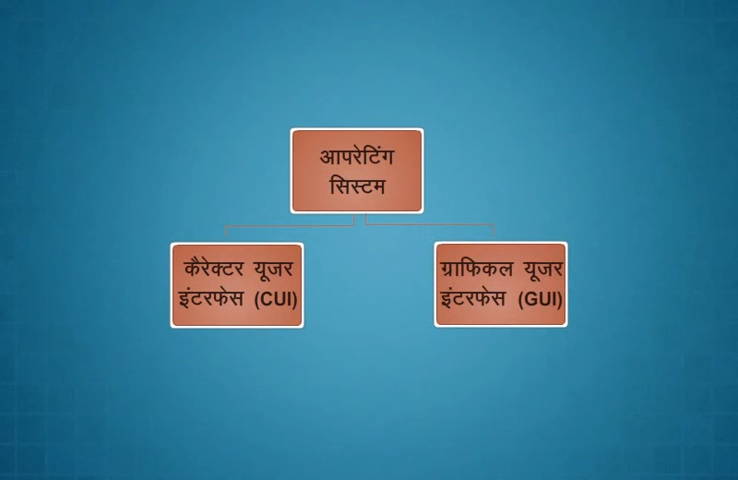 आपरेटिंग
सिस्टम
कैरेक्टर यूजर
इंटरफेस (CUI)
ग्राफिकल यूजर
इंटरफेस (GUI)